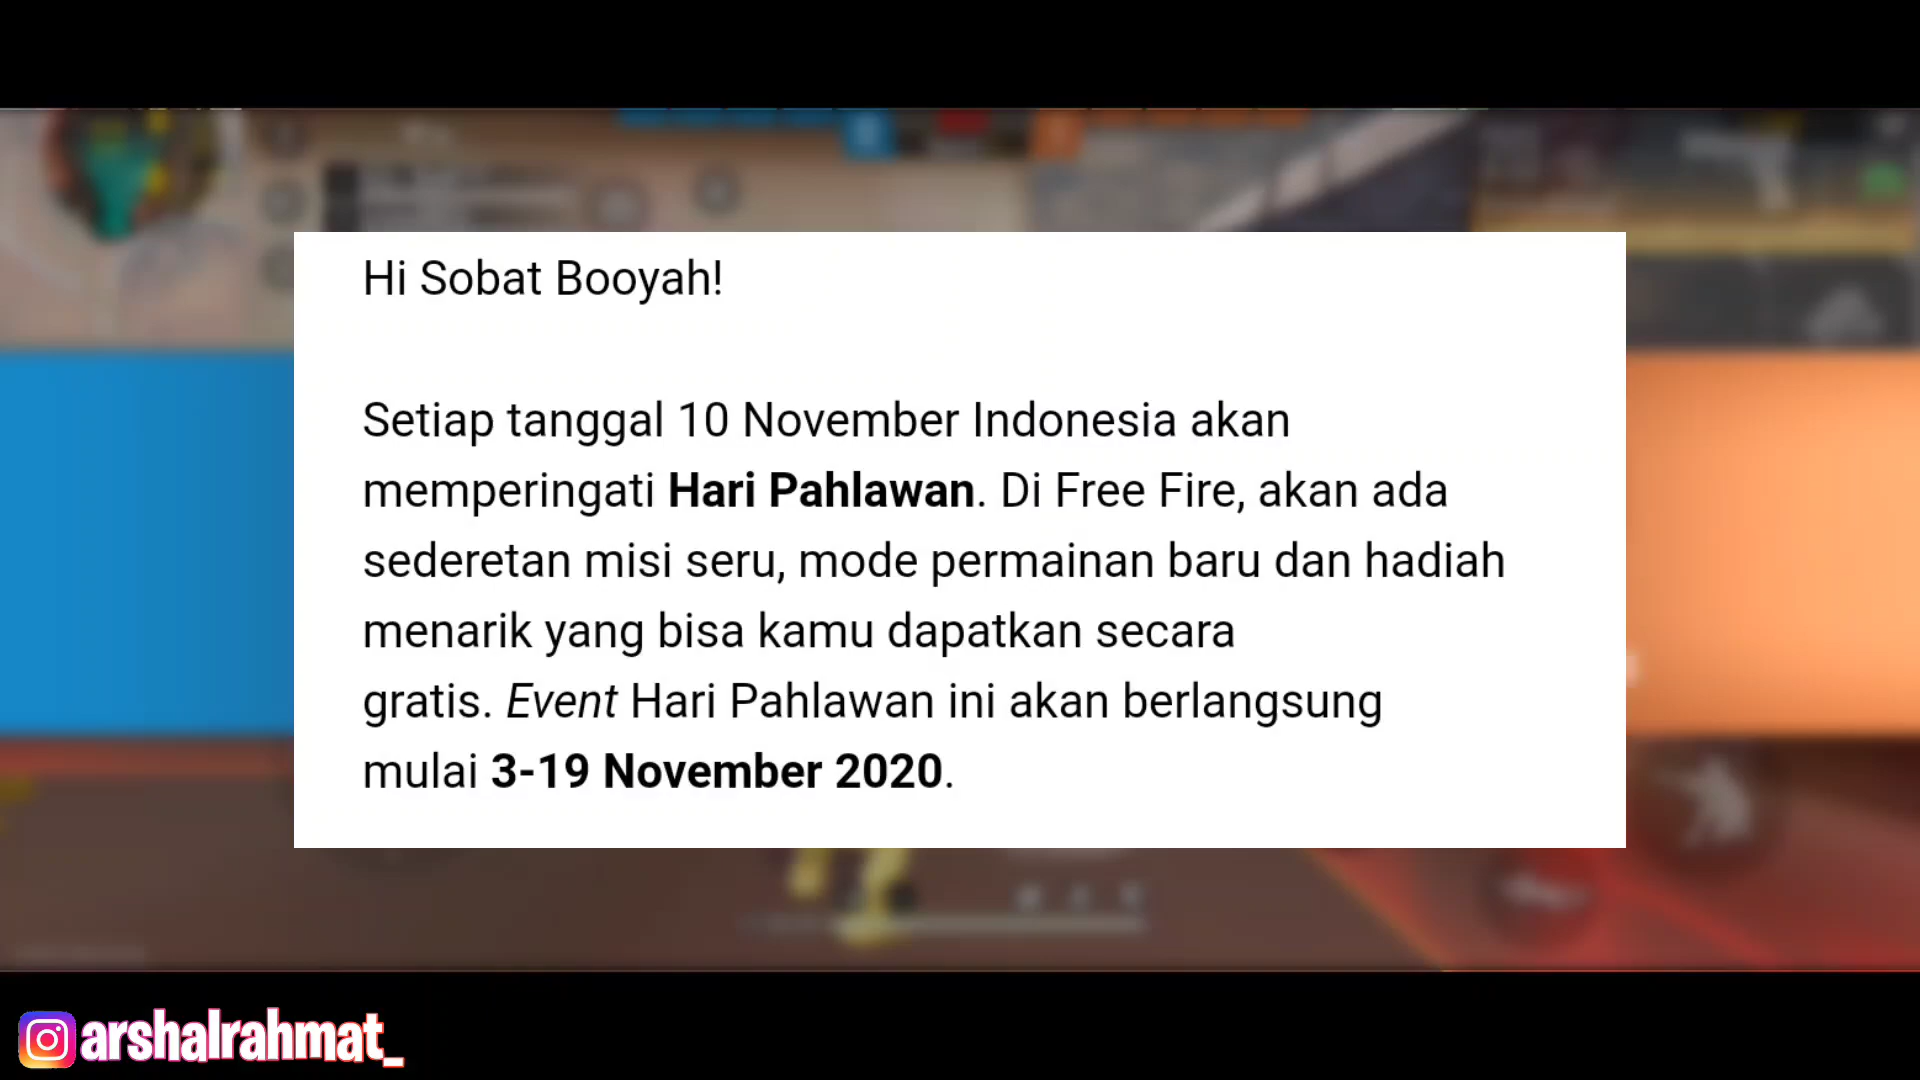 Hi Sobat Booyah!
Setiap tanggal 10 November Indonesia akan
memperingati Hari Pahlawan. Di Free Fire, akan ada
sederetan misi seru, mode permainan baru dan hadiah
menarik yang bisa kamu dapatkan secara
gratis. Event Hari Pahlawan ini akan berlangsung
mulai 3-19 November 2020.
arshalrahmat_